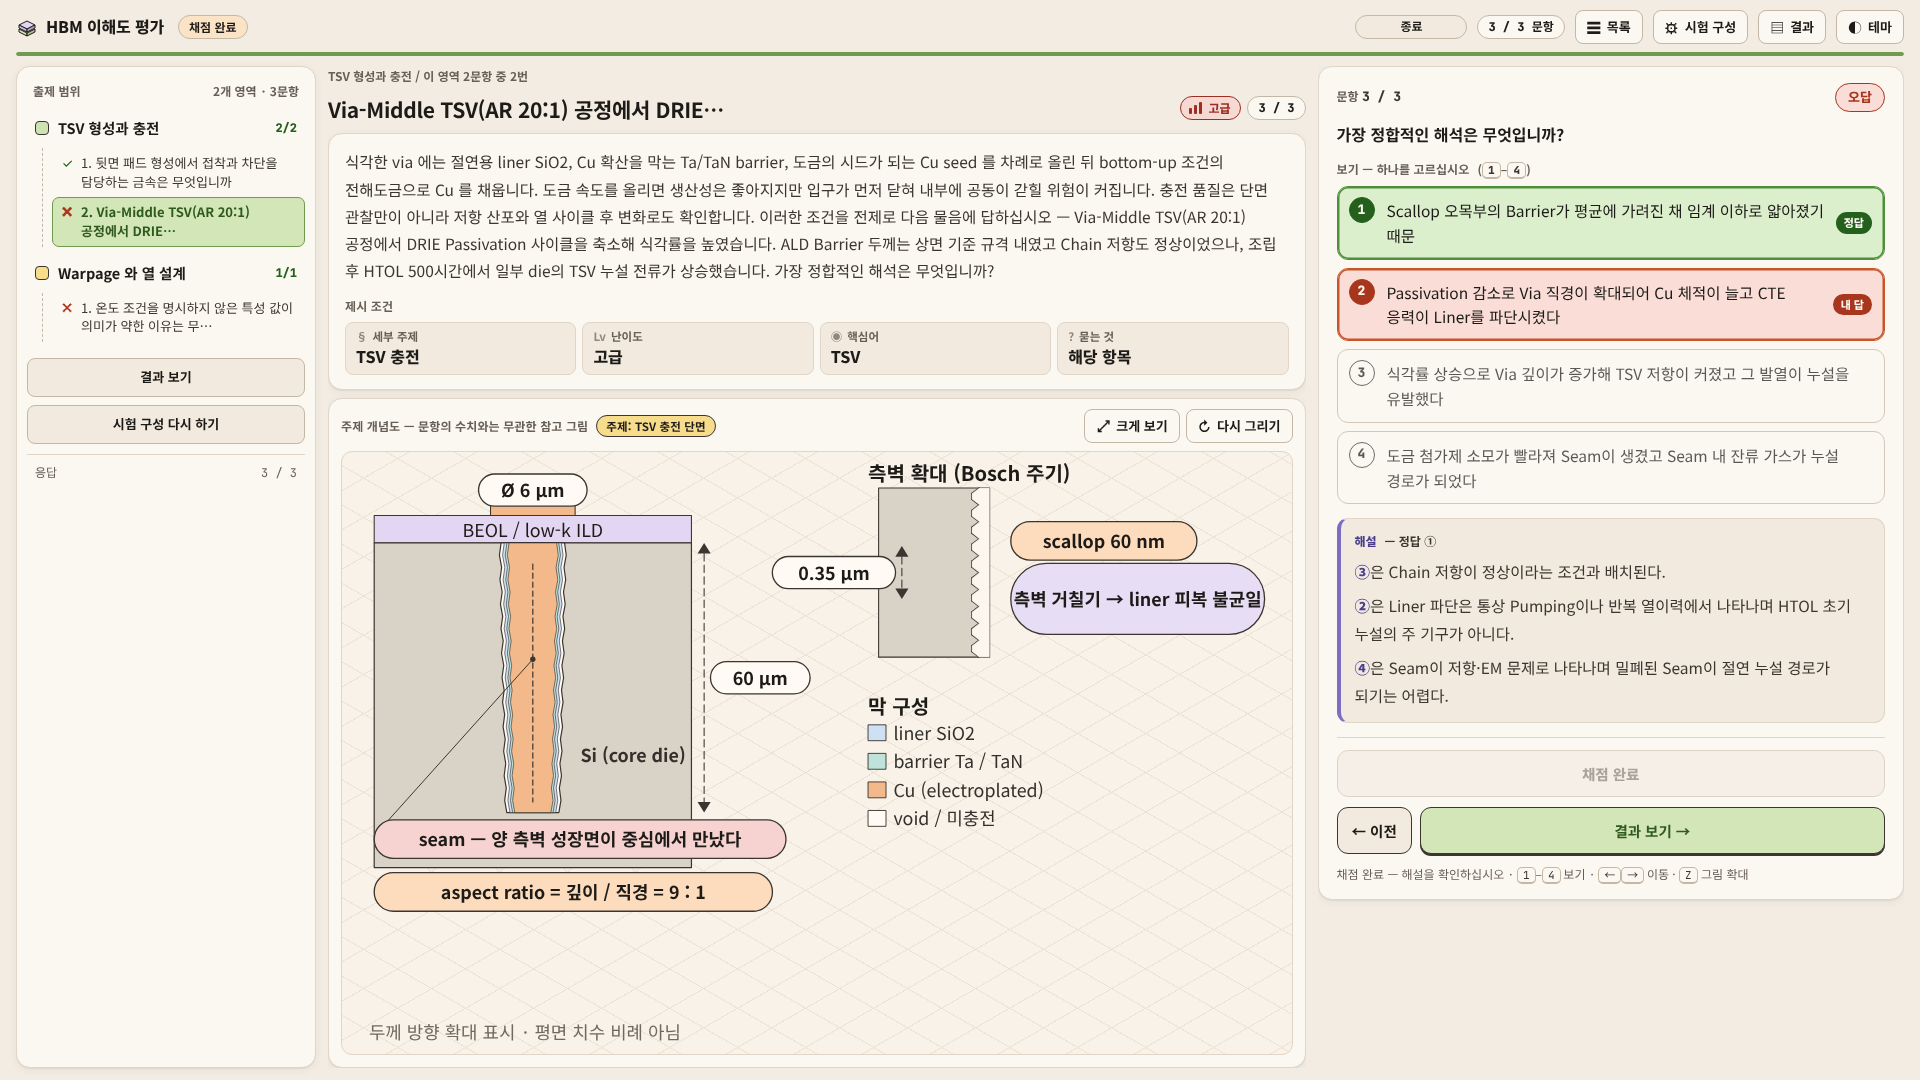 HBM 이해도 평가
채점 완료
종료
3 / 3 문항
목록
시험 구성
결과
테마
출제 범위
2개 영역 · 3문항
TSV 형성과 충전
2/2
1. 뒷면 패드 형성에서 접착과 차단을
담당하는 금속은 무엇입니까
2. Via-Middle TSV(AR 20:1)
공정에서 DRIE⋯
Warpage 와 열 설계
1/1
1. 온도 조건을 명시하지 않은 특성 값이
의미가 약한 이유는 무⋯
결과 보기
시험 구성 다시 하기
응답
3 / 3
TSV 형성과 충전 / 이 영역 2문항 중 2번
Via-Middle TSV(AR 20:1) 공정에서 DRIE⋯
고급
3 / 3
식각한 via 에는 절연용 liner SiO2, Cu 확산을 막는 Ta/TaN barrier, 도금의 시드가 되는 Cu seed 를 차례로 올린 뒤 bottom-up 조건의
전해도금으로 Cu 를 채웁니다. 도금 속도를 올리면 생산성은 좋아지지만 입구가 먼저 닫혀 내부에 공동이 갇힐 위험이 커집니다. 충전 품질은 단면
관찰만이 아니라 저항 산포와 열 사이클 후 변화로도 확인합니다. 이러한 조건을 전제로 다음 물음에 답하십시오 — Via-Middle TSV(AR 20:1)
공정에서 DRIE Passivation 사이클을 축소해 식각률을 높였습니다. ALD Barrier 두께는 상면 기준 규격 내였고 Chain 저항도 정상이었으나, 조립
후 HTOL 500시간에서 일부 die의 TSV 누설 전류가 상승했습니다. 가장 정합적인 해석은 무엇입니까?
제시 조건
§ 세부 주제
TSV 충전
Lv 난이도
고급
◉ 핵심어
TSV
? 묻는 것
해당 항목
주제 개념도 — 문항의 수치와는 무관한 참고 그림
주제: TSV 충전 단면
크게 보기
다시 그리기
Ø 6 µm
BEOL / low-k ILD
60 µm
Si (core die)
seam — 양 측벽 성장면이 중심에서 만났다
aspect ratio = 깊이 / 직경 = 9 : 1
측벽 확대 (Bosch 주기)
0.35 µm
scallop 60 nm
측벽 거칠기 → liner 피복 불균일
막 구성
liner SiO2
barrier Ta / TaN
Cu (electroplated)
void / 미충전
두께 방향 확대 표시 · 평면 치수 비례 아님
문항 3 / 3
오답
가장 정합적인 해석은 무엇입니까?
보기 — 하나를 고르십시오 (1–4)
1 Scallop 오목부의 Barrier가 평균에 가려진 채 임계 이하로 얇아졌기
때문
정답
2 Passivation 감소로 Via 직경이 확대되어 Cu 체적이 늘고 CTE
응력이 Liner를 파단시켰다
내 답
3 식각률 상승으로 Via 깊이가 증가해 TSV 저항이 커졌고 그 발열이 누설을
유발했다
4 도금 첨가제 소모가 빨라져 Seam이 생겼고 Seam 내 잔류 가스가 누설
경로가 되었다
해설 — 정답 ①
③은 Chain 저항이 정상이라는 조건과 배치된다.
②은 Liner 파단은 통상 Pumping이나 반복 열이력에서 나타나며 HTOL 초기
누설의 주 기구가 아니다.
④은 Seam이 저항·EM 문제로 나타나며 밀폐된 Seam이 절연 누설 경로가
되기는 어렵다.
채점 완료
← 이전
결과 보기 →
채점 완료 — 해설을 확인하십시오 · 1–4 보기 · ← → 이동 · Z 그림 확대